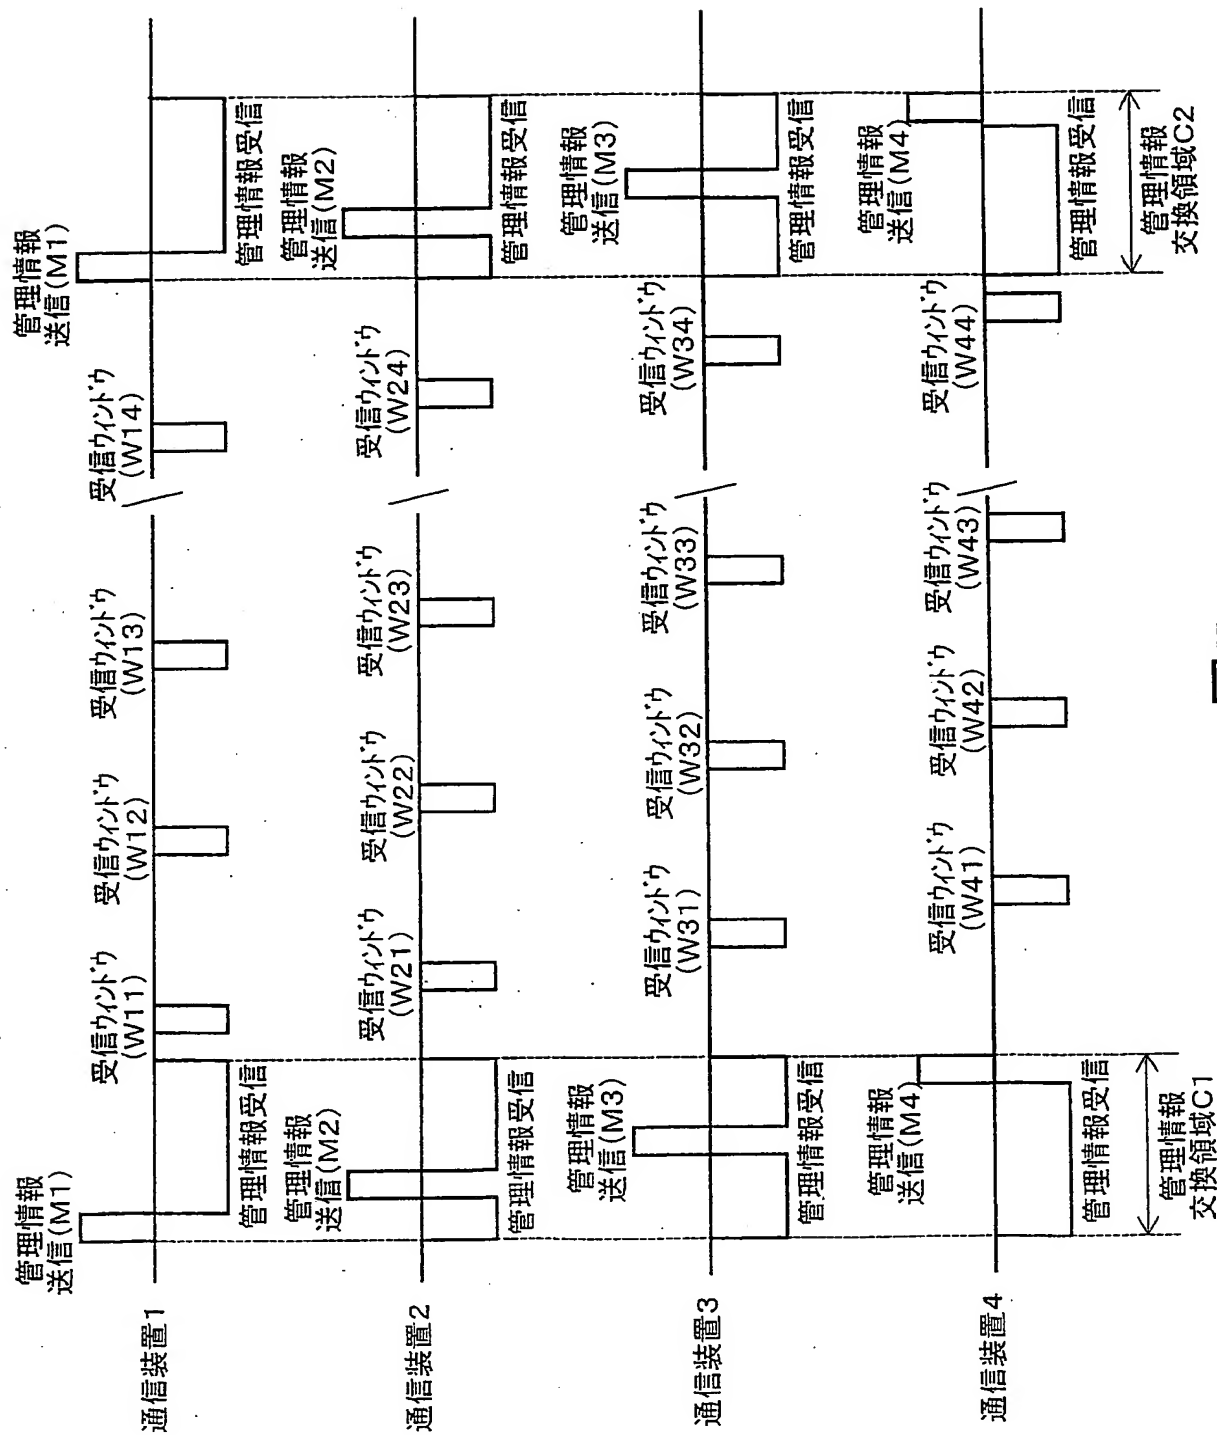 管理情報
送信(M1)
管理情報
送信(M1)
受信ウィンドウ
(W11)
受信ウィンドウ
(W12)
受信ウィンドウ
(W13)
受信ウィンドウ
(W14)
通信装置1
管理情報受信
管理情報受信
管理情報
送信(M2)
管理情報
送信(M2)
受信ウィンドウ
(W21)
受信ウィンドウ
(W22)
受信ウィンドウ
(W23)
受信ウィンドウ
(W24)
通信装置2
管理情報受信
管理情報受信
管理情報
送信(M3)
管理情報
送信(M3)
受信ウィンドウ
(W31)
受信ウィンドウ
(W32)
受信ウィンドウ
(W33)
受信ウィンドウ
(W34)
通信装置3
管理情報受信
管理情報受信
管理情報
送信(M4)
管理情報
送信(M4)
受信ウィンドウ
(W41)
受信ウィンドウ
(W42)
受信ウィンドウ
(W43)
受信ウィンドウ
(W44)
通信装置4
管理情報受信
管理情報受信
管理情報
交換領域C1
管理情報
交換領域C2